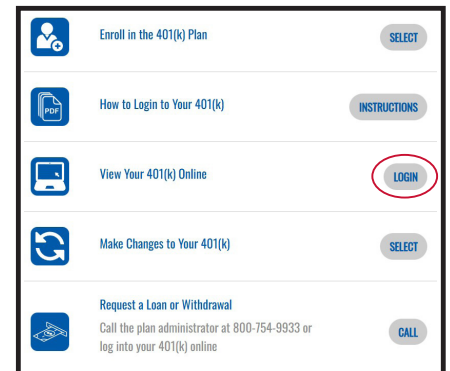 Enroll in the 401(k) Plan
SELECT
PDF
How to Login to Your 401(k)
INSTRUCTIONS
View Your 401(k) Online
LOGIN
Make Changes to Your 401(k)
SELECT
Request a Loan or Withdrawal
Call the plan administrator at 800-754-9933 or
log into your 401(k) online
CALL